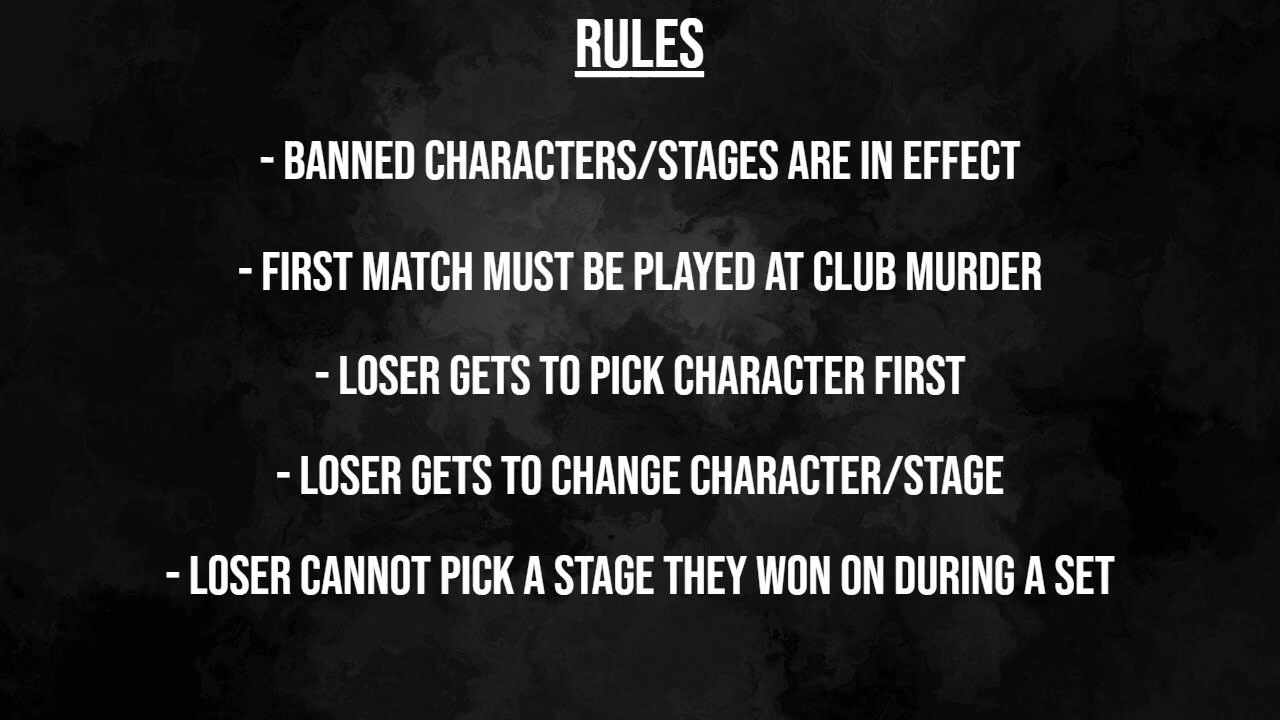 RULES
- BANNED CHARACTERS/STAGES ARE IN EFFECT
- FIRST MATCH MUST BE PLAYED AT CLUB MURDER
- LOSER GETS TO PICK CHARACTER FIRST
- LOSER GETS TO CHANGE CHARACTER/STAGE
- LOSER CANNOT PICK A STAGE THEY WON ON DURING A SET